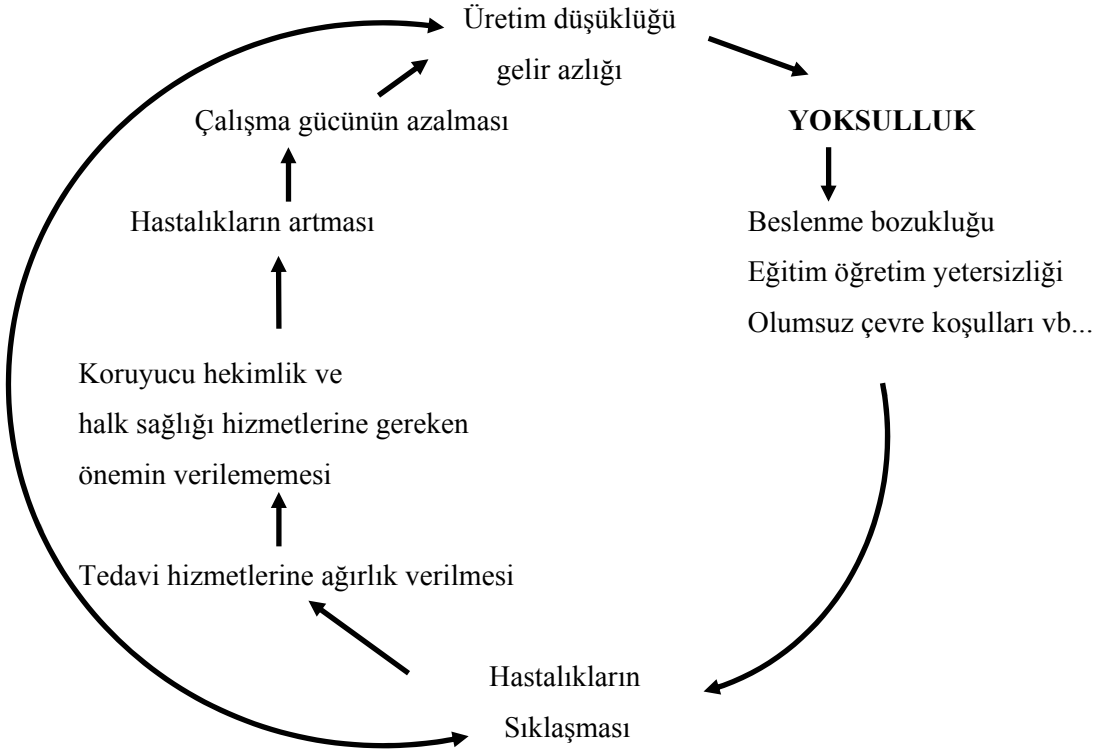 Üretim düşüklüğü
gelir azlığı
YOKSULLUK
Beslenme bozukluğu
Eğitim öğretim yetersizliği
Olumsuz çevre koşulları vb...
Hastalıkların
Sıklaşması
Tedavi hizmetlerine ağırlık verilmesi
Koruyucu hekimlik ve
halk sağlığı hizmetlerine gereken
önemin verilememesi
Hastalıkların artması
Çalışma gücünün azalması